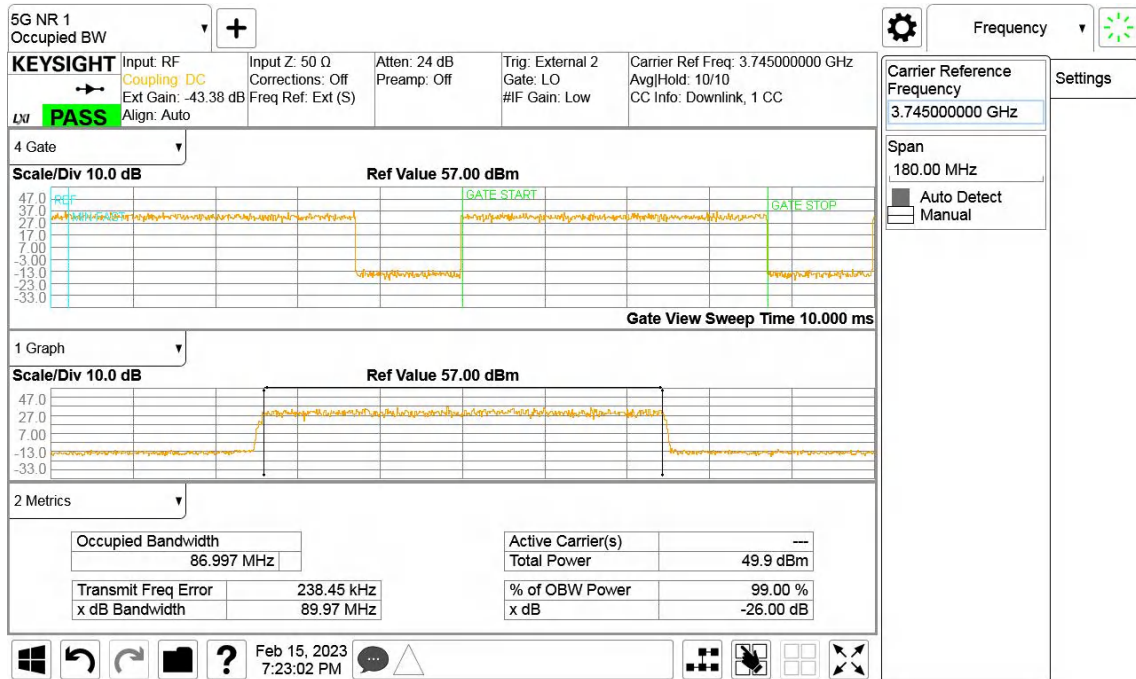 5G NR 1
Occupied BW
Frequency
KEYSIGHT
Input: RF
Input Z: 50 Ω
Atten: 24 dB
Trig: External 2
Carrier Ref Freq: 3.745000000 GHz
Coupling: DC
Corrections: Off
Preamp: Off
Gate: LO
Avg|Hold: 10/10
Ext Gain: -43.38 dB
Freq Ref: Ext (S)
#IF Gain: Low
CC Info: Downlink, 1 CC
LXI
PASS
Align: Auto
Carrier Reference
Frequency
3.745000000 GHz
Settings
Span
180.00 MHz
Auto Detect
Manual
4 Gate
Scale/Div 10.0 dB
Ref Value 57.00 dBm
47.0
37.0
27.0
17.0
7.00
-3.00
-13.0
-23.0
-33.0
REF
GATE START
GATE STOP
Gate View Sweep Time 10.000 ms
1 Graph
Scale/Div 10.0 dB
Ref Value 57.00 dBm
47.0
27.0
7.00
-13.0
-33.0
2 Metrics
Occupied Bandwidth
86.997 MHz
Transmit Freq Error 238.45 kHz
x dB Bandwidth 89.97 MHz
Active Carrier(s) ---
Total Power 49.9 dBm
% of OBW Power 99.00 %
x dB -26.00 dB
?
Feb 15, 2023
7:23:02 PM